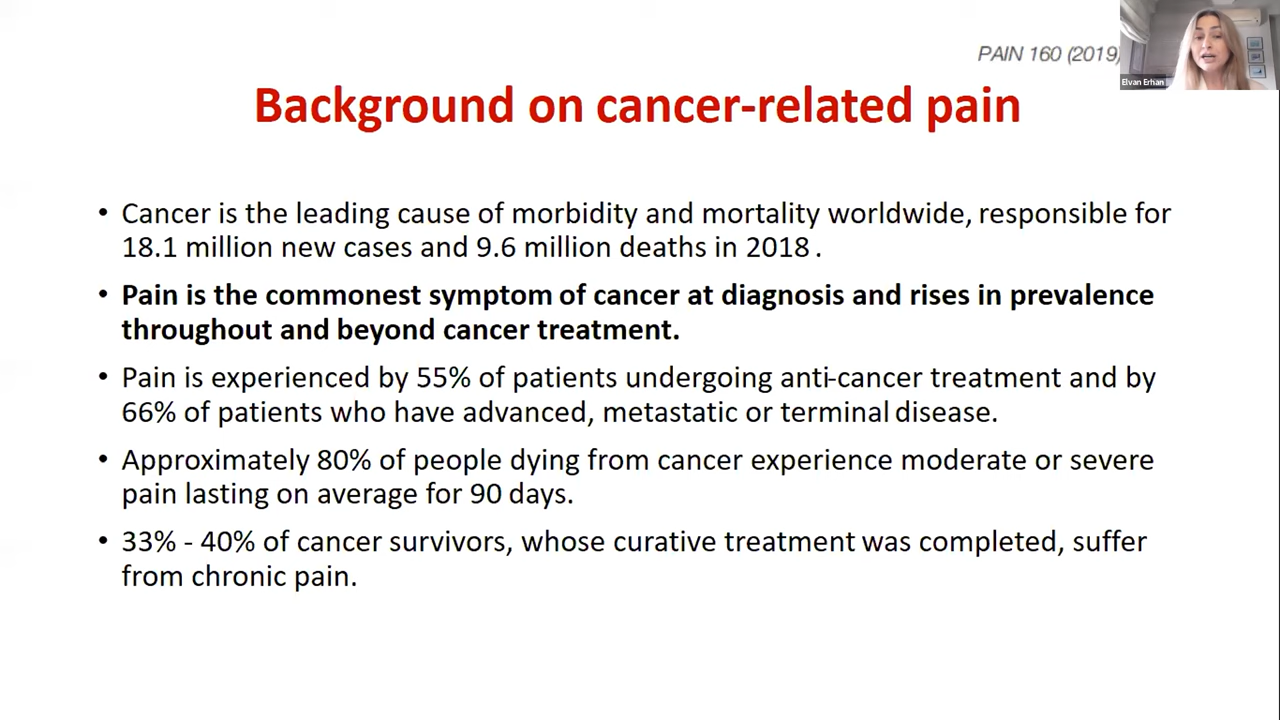 PAIN 160 (2019)
Elvan Erhan
Background on cancer-related pain
• Cancer is the leading cause of morbidity and mortality worldwide, responsible for
18.1 million new cases and 9.6 million deaths in 2018 .
• Pain is the commonest symptom of cancer at diagnosis and rises in prevalence
throughout and beyond cancer treatment.
• Pain is experienced by 55% of patients undergoing anti-cancer treatment and by
66% of patients who have advanced, metastatic or terminal disease.
• Approximately 80% of people dying from cancer experience moderate or severe
pain lasting on average for 90 days.
• 33% - 40% of cancer survivors, whose curative treatment was completed, suffer
from chronic pain.